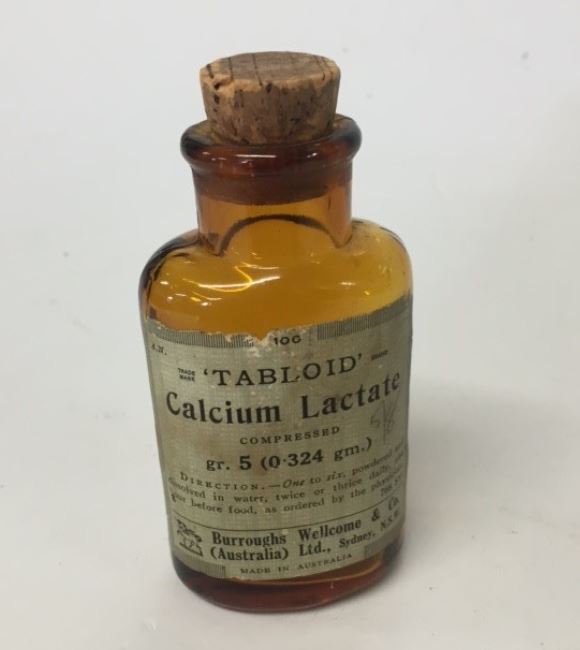 100
TRADE MARK 'TABLOID' BRAND
Calcium Lactate
COMPRESSED
gr. 5 (0·324 gm.)
DIRECTION.—One to six, powdered and
dissolved in water, twice or thrice daily,
before food, as ordered by the physician.
Burroughs Wellcome & Co.
(Australia) Ltd., Sydney, N.S.W.
MADE IN AUSTRALIA